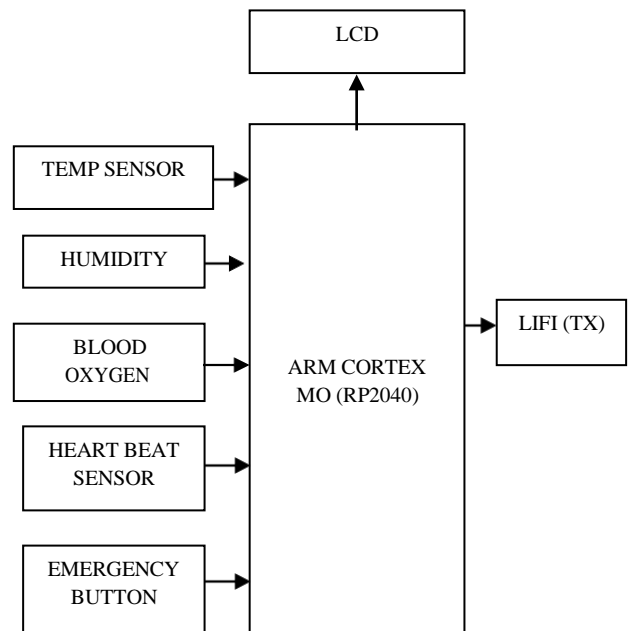 LCD
TEMP SENSOR
HUMIDITY
BLOOD
OXYGEN
HEART BEAT
SENSOR
EMERGENCY
BUTTON
ARM CORTEX
MO (RP2040)
LIFI (TX)